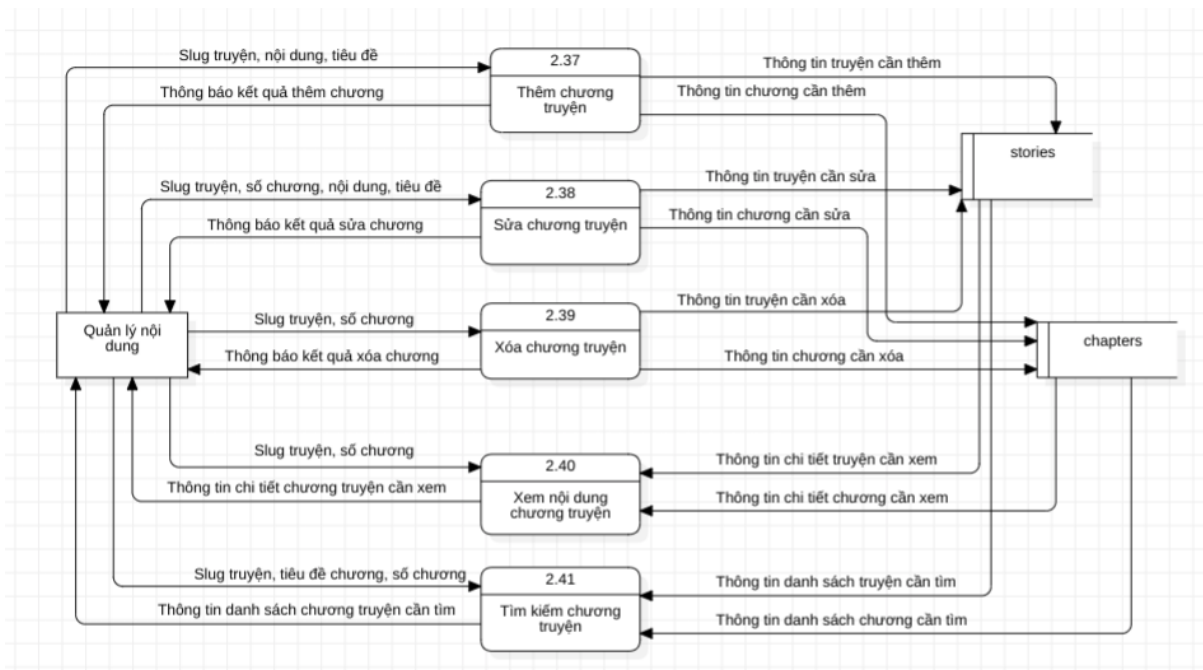 Slug truyện, nội dung, tiêu đề
Thông báo kết quả thêm chương
2.37
Thêm chương
truyện
Thông tin truyện cần thêm
Thông tin chương cần thêm
stories
Slug truyện, số chương, nội dung, tiêu đề
Thông báo kết quả sửa chương
2.38
Sửa chương truyện
Thông tin truyện cần sửa
Thông tin chương cần sửa
Quản lý nội
dung
Slug truyện, số chương
Thông báo kết quả xóa chương
2.39
Xóa chương truyện
Thông tin truyện cần xóa
Thông tin chương cần xóa
chapters
Slug truyện, số chương
Thông tin chi tiết chương truyện cần xem
2.40
Xem nội dung
chương truyện
Thông tin chi tiết truyện cần xem
Thông tin chi tiết chương cần xem
Slug truyện, tiêu đề chương, số chương
Thông tin danh sách chương truyện cần tìm
2.41
Tìm kiếm chương
truyện
Thông tin danh sách truyện cần tìm
Thông tin danh sách chương cần tìm